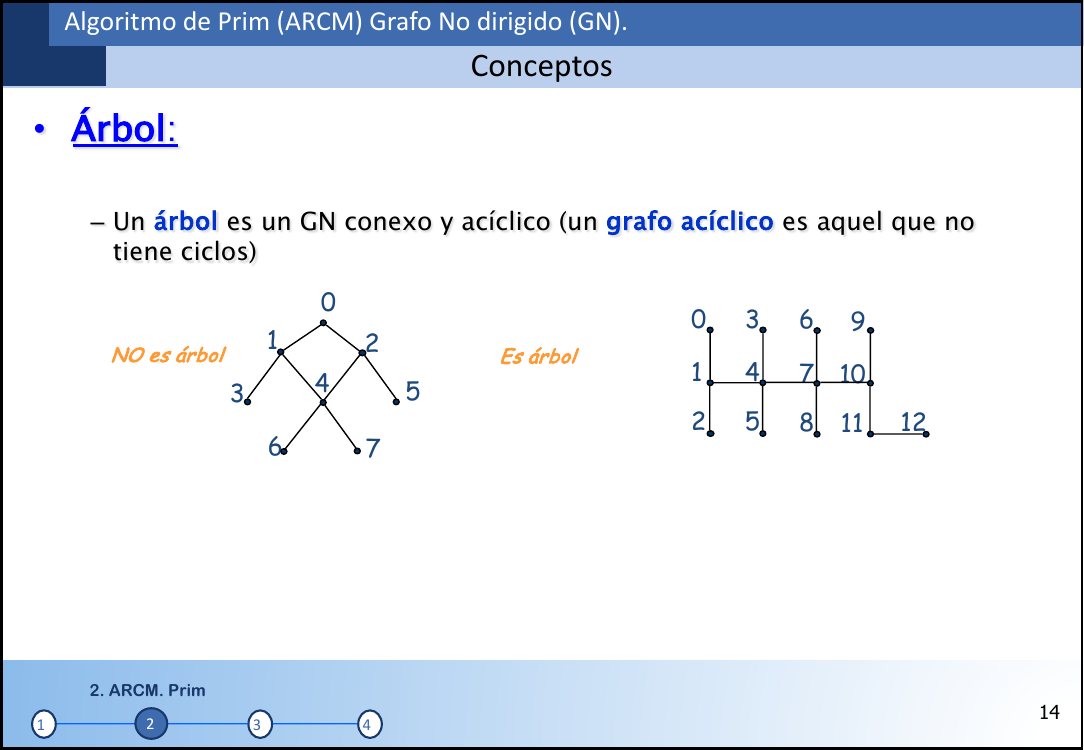 Algoritmo de Prim (ARCM) Grafo No dirigido (GN).
Conceptos
• Árbol:
– Un árbol es un GN conexo y acíclico (un grafo acíclico es aquel que no
tiene ciclos)
0
1 2
NO es árbol
3 4 5
6 7
Es árbol
0 3 6 9
1 4 7 10
2 5 8 11 12
2. ARCM. Prim
1 2 3 4
14